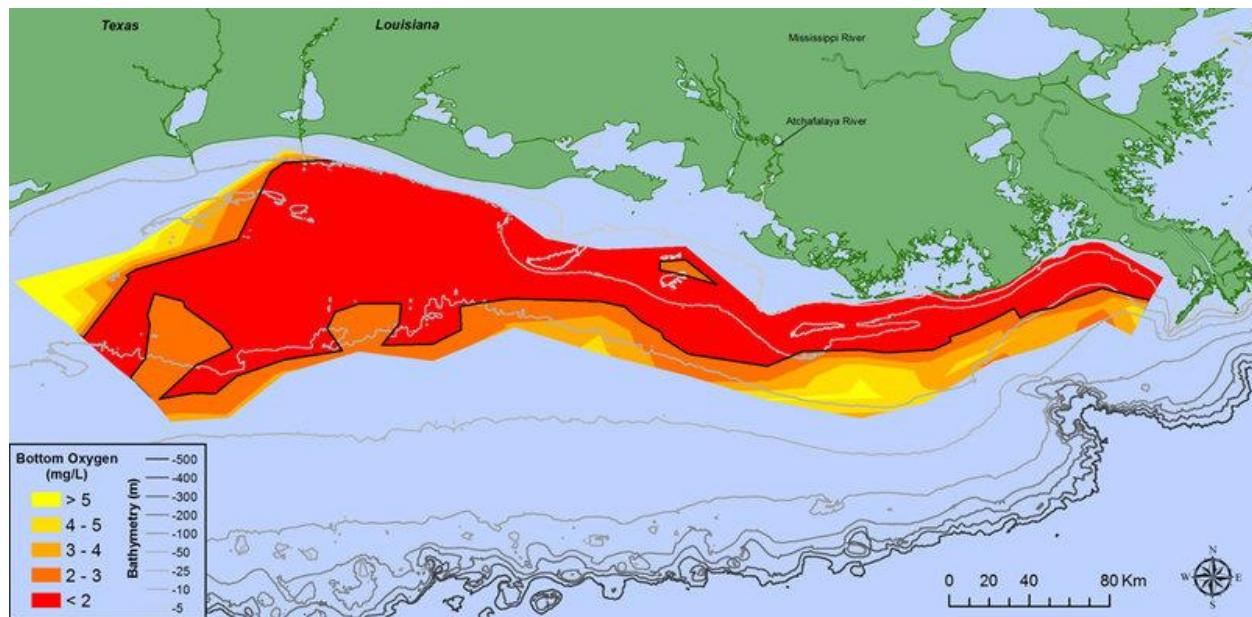 Texas
Louisiana
Mississippi River
Atchafalaya River
Bottom Oxygen
(mg/L)
> 5
4 - 5
3 - 4
2 - 3
< 2
Bathymetry (m)
-500
-400
-300
-200
-100
-50
-25
-10
-5
0 20 40 80 Km
N
W E
S